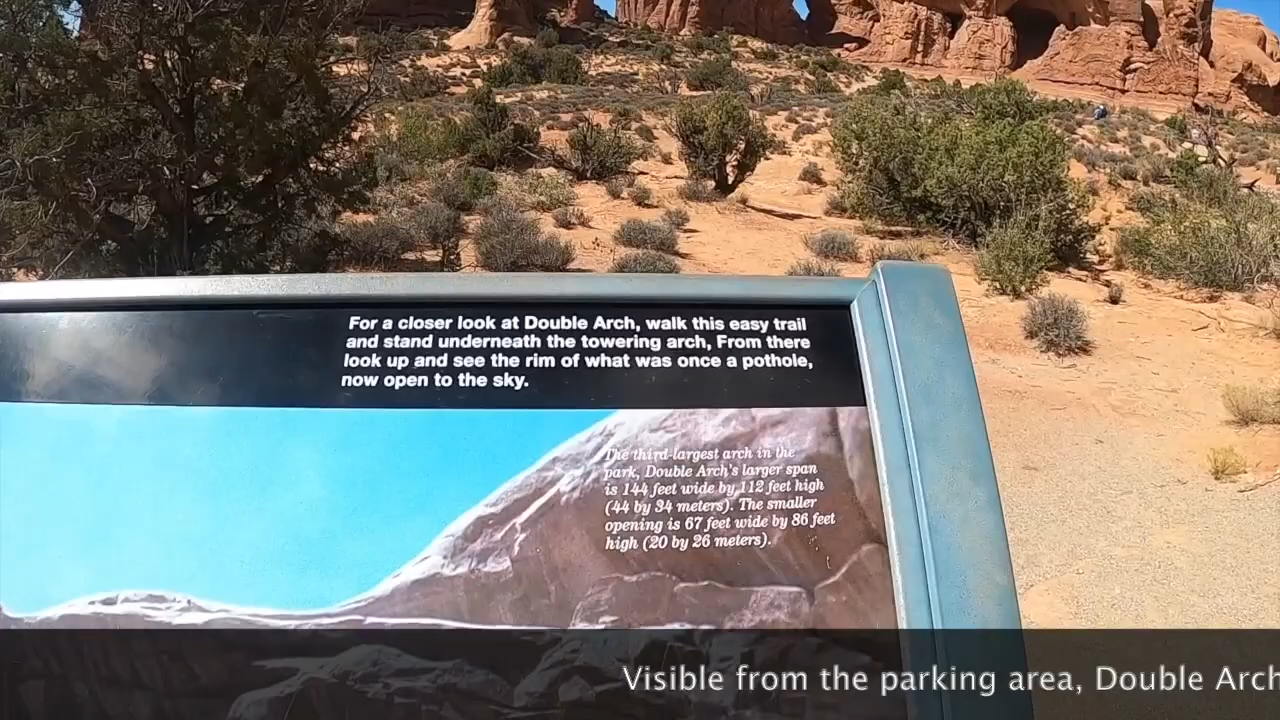 For a closer look at Double Arch, walk this easy trail
and stand underneath the towering arch, From there
look up and see the rim of what was once a pothole,
now open to the sky.
The third-largest arch in the
park, Double Arch's larger span
is 144 feet wide by 112 feet high
(44 by 34 meters). The smaller
opening is 67 feet wide by 86 feet
high (20 by 26 meters).
Visible from the parking area, Double Arch